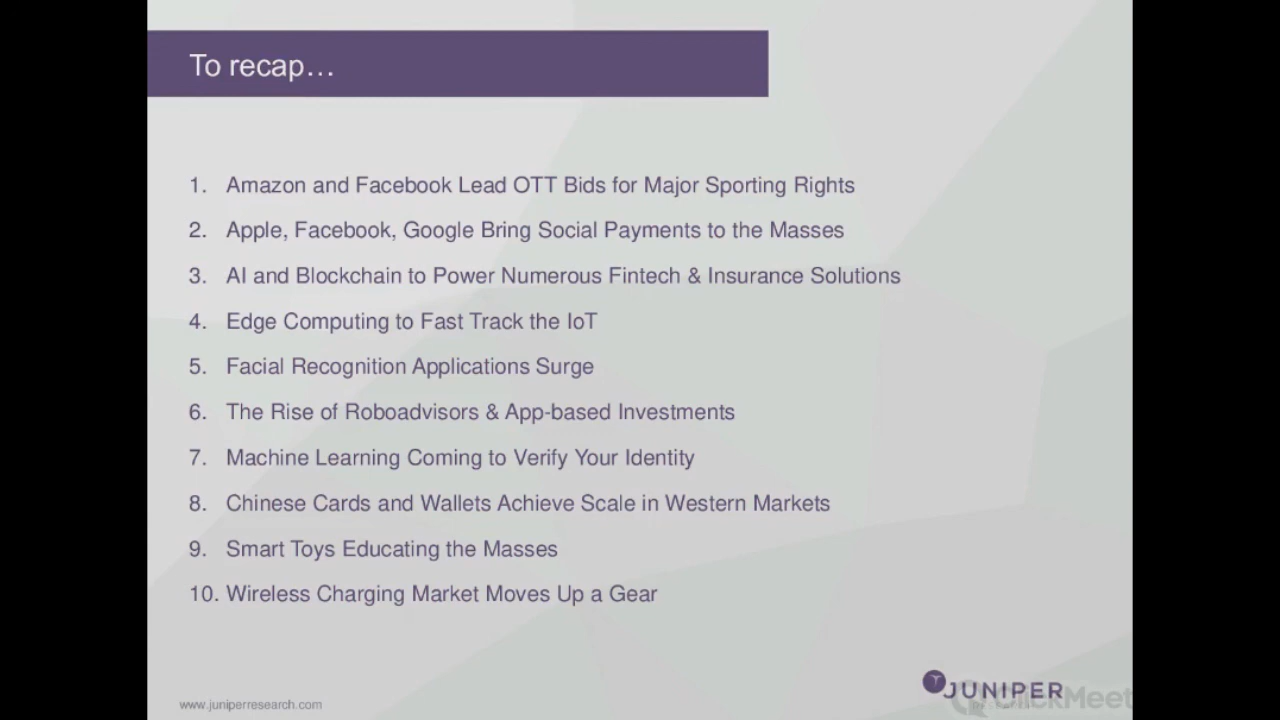 To recap…
1. Amazon and Facebook Lead OTT Bids for Major Sporting Rights
2. Apple, Facebook, Google Bring Social Payments to the Masses
3. AI and Blockchain to Power Numerous Fintech & Insurance Solutions
4. Edge Computing to Fast Track the IoT
5. Facial Recognition Applications Surge
6. The Rise of Roboadvisors & App-based Investments
7. Machine Learning Coming to Verify Your Identity
8. Chinese Cards and Wallets Achieve Scale in Western Markets
9. Smart Toys Educating the Masses
10. Wireless Charging Market Moves Up a Gear
www.juniperresearch.com
JUNIPER